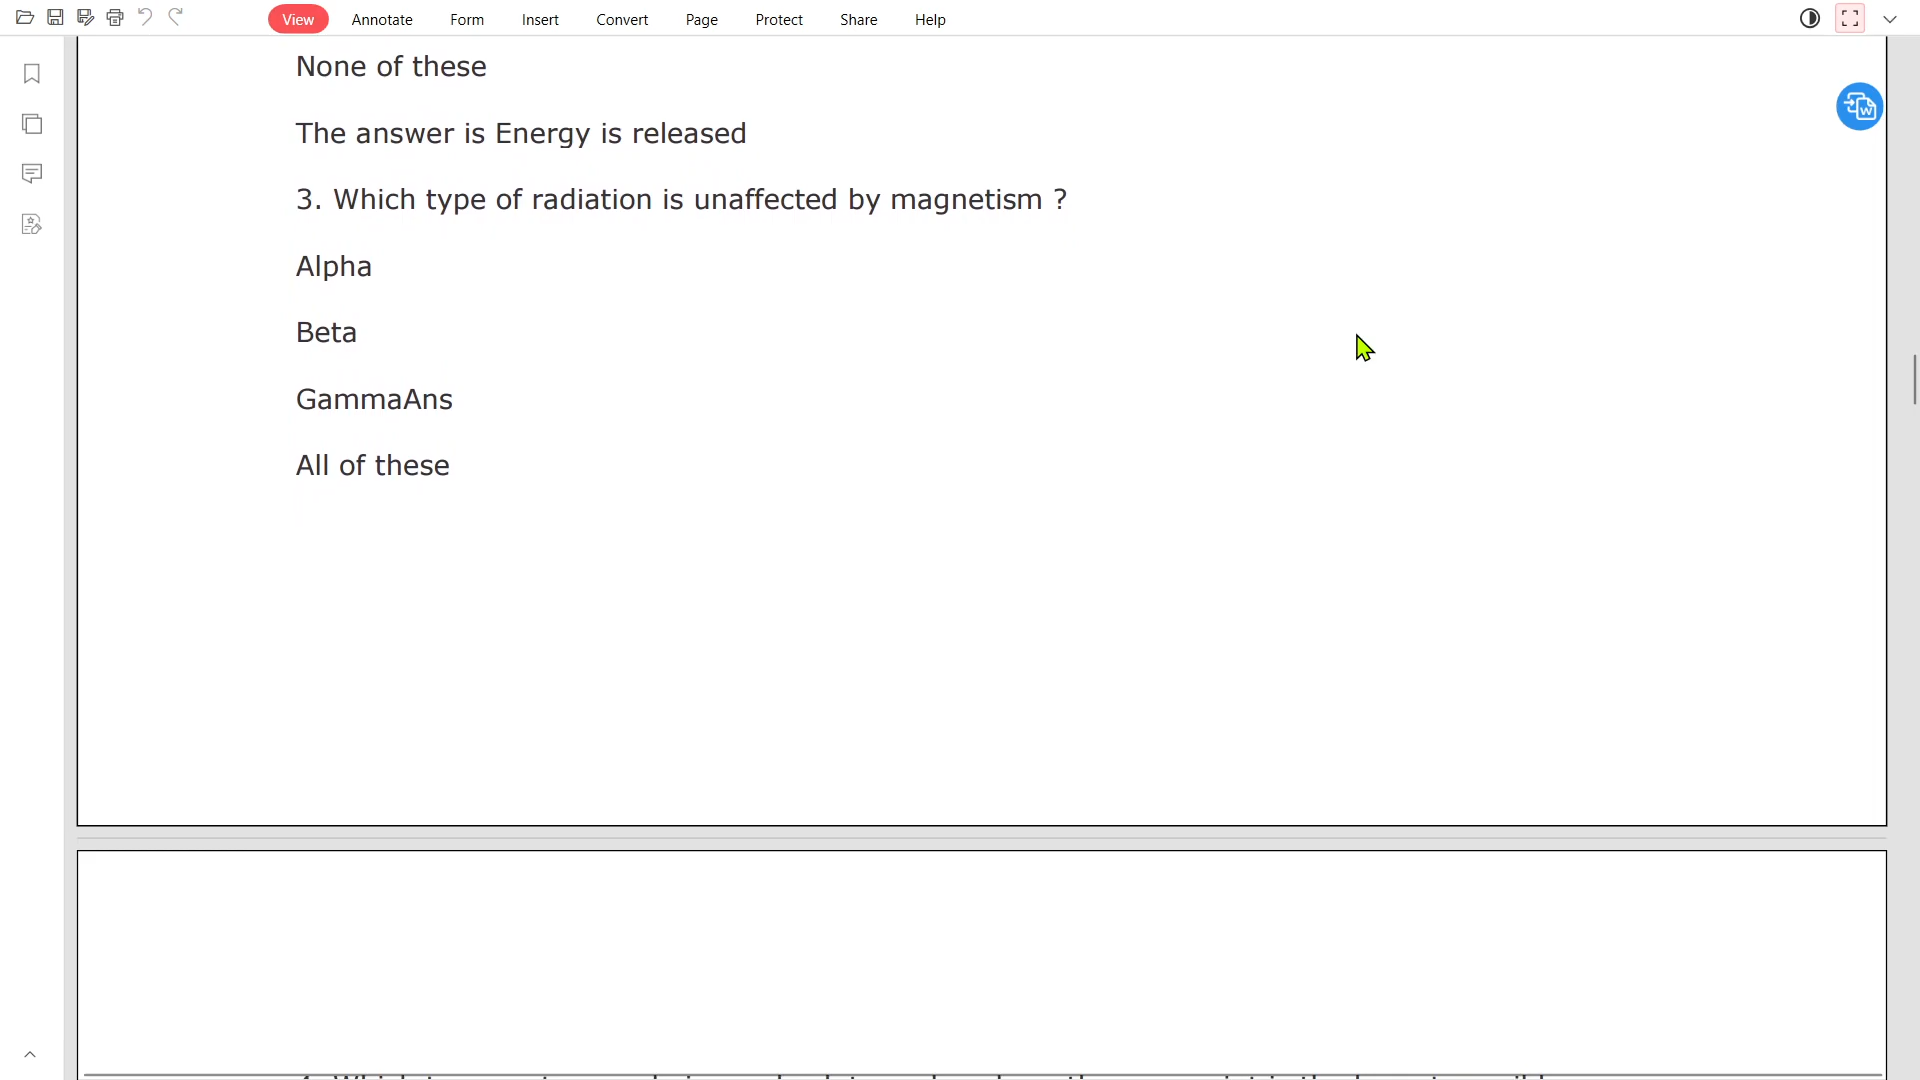 View Annotate Form Insert Convert Page Protect Share Help
None of these
The answer is Energy is released
3. Which type of radiation is unaffected by magnetism ?
Alpha
Beta
GammaAns
All of these